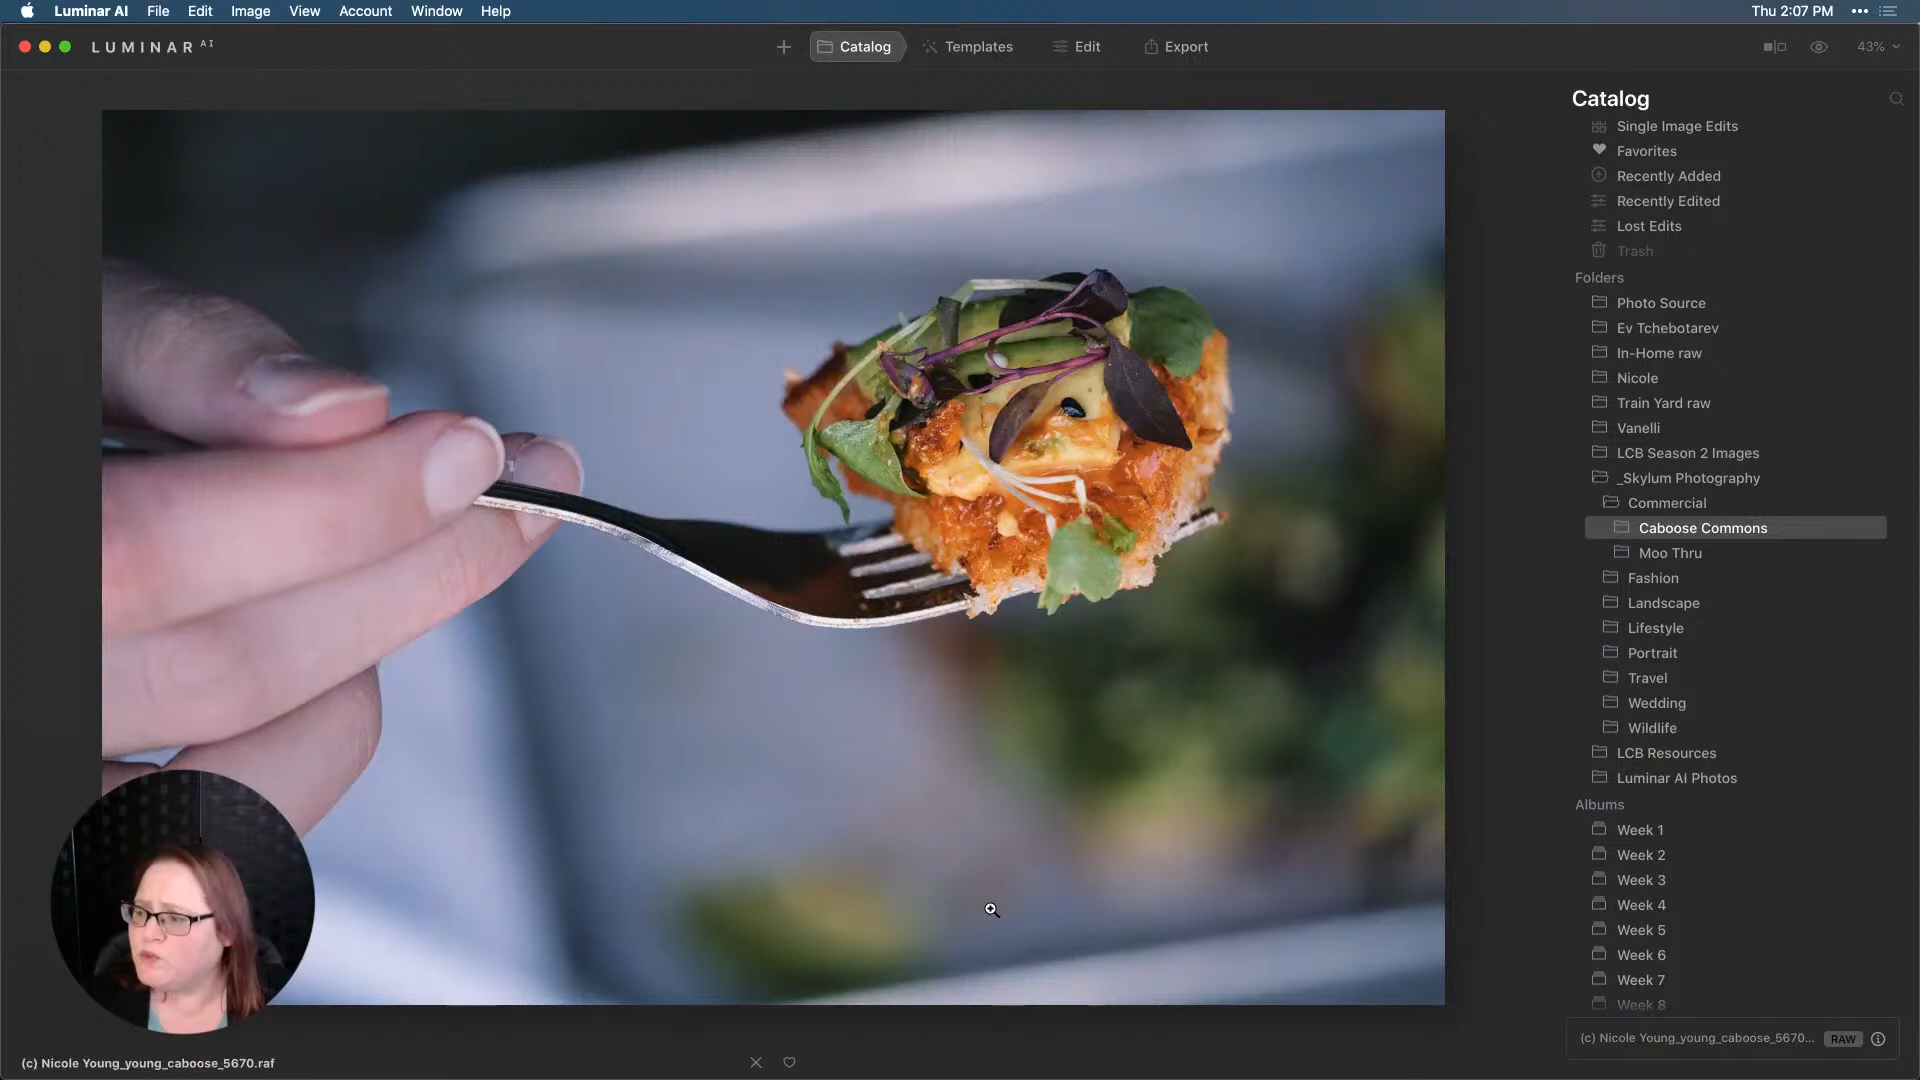 Luminar AI File Edit Image View Account Window Help Thu 2:07 PM
LUMINAR AI Catalog Templates Edit Export 43%
Catalog
Single Image Edits
Favorites
Recently Added
Recently Edited
Lost Edits
Trash
Folders
Photo Source
Ev Tchebotarev
In-Home raw
Nicole
Train Yard raw
Vanelli
LCB Season 2 Images
_Skylum Photography
Commercial
Caboose Commons
Moo Thru
Fashion
Landscape
Lifestyle
Portrait
Travel
Wedding
Wildlife
LCB Resources
Luminar AI Photos
Albums
Week 1
Week 2
Week 3
Week 4
Week 5
Week 6
Week 7
Week 8
(c) Nicole Young_young_caboose_5670... RAW
(c) Nicole Young_young_caboose_5670.raf